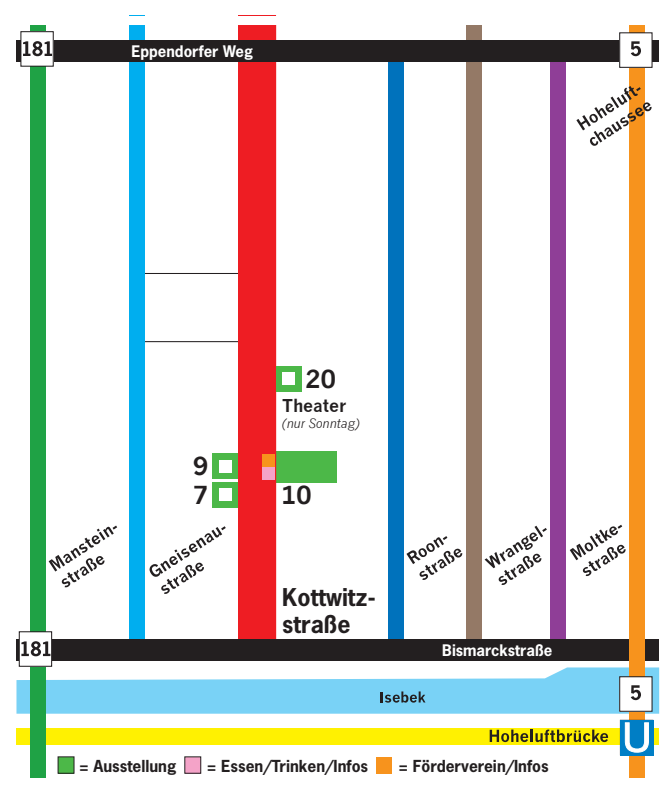 181
Eppendorfer Weg
5
Hoheluft-
chaussee
20
Theater
(nur Sonntag)
9
7
10
Manstein-
straße
Gneisenau-
straße
Kottwitz-
straße
Roon-
straße
Wrangel-
straße
Moltke-
straße
181
Bismarckstraße
Isebek
5
Hoheluftbrücke
U
= Ausstellung = Essen/Trinken/Infos = Förderverein/Infos